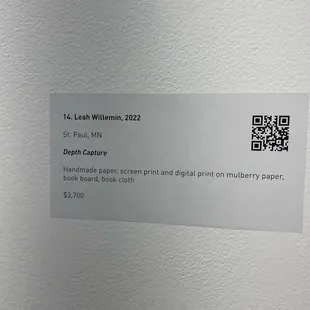 14. Leah Willemin, 2022
St. Paul, MN
Depth Capture
Handmade paper, screen print and digital print on mulberry paper,
book board, book cloth
$3,700